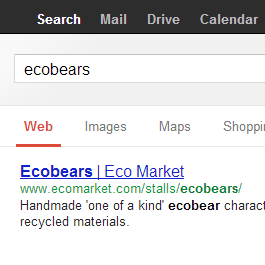 Search Mail Drive Calendar
ecobears
Web Images Maps Shoppi
Ecobears | Eco Market
www.ecomarket.com/stalls/ecobears/
Handmade 'one of a kind' ecobear charact
recycled materials.